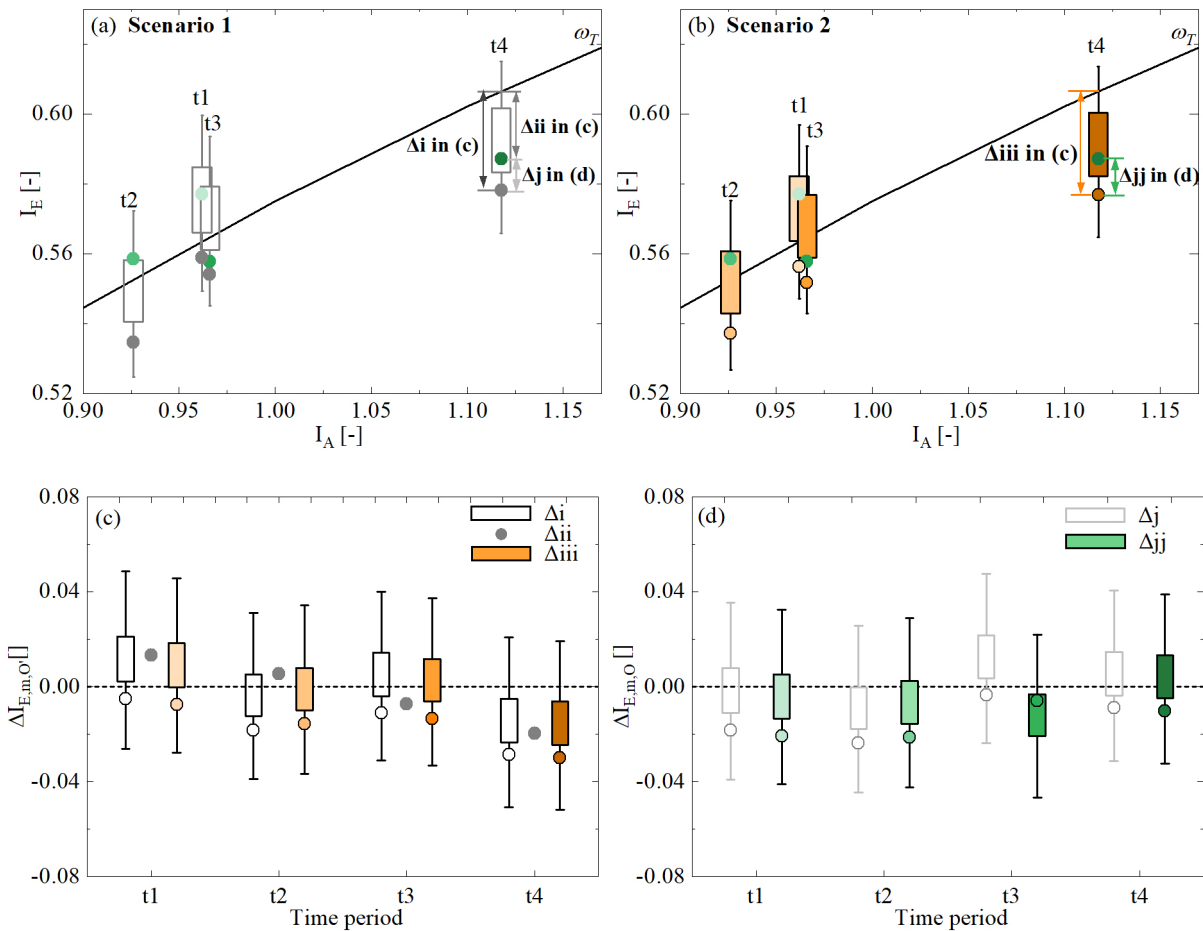 (a) Scenario 1
ω_T
t4
t1
t3
t2
Δi in (c)
Δii in (c)
Δj in (d)
0.60
0.56
0.52
I_E [-]
0.90 0.95 1.00 1.05 1.10 1.15
I_A [-]
(b) Scenario 2
ω_T
t4
t1
t3
t2
Δiii in (c)
Δjj in (d)
0.60
0.56
0.52
I_E [-]
0.90 0.95 1.00 1.05 1.10 1.15
I_A [-]
(c)
Δi
Δii
Δiii
0.08
0.04
0.00
-0.04
-0.08
ΔI_E,m,O' []
t1 t2 t3 t4
Time period
(d)
Δj
Δjj
0.08
0.04
0.00
-0.04
-0.08
ΔI_E,m,O []
t1 t2 t3 t4
Time period